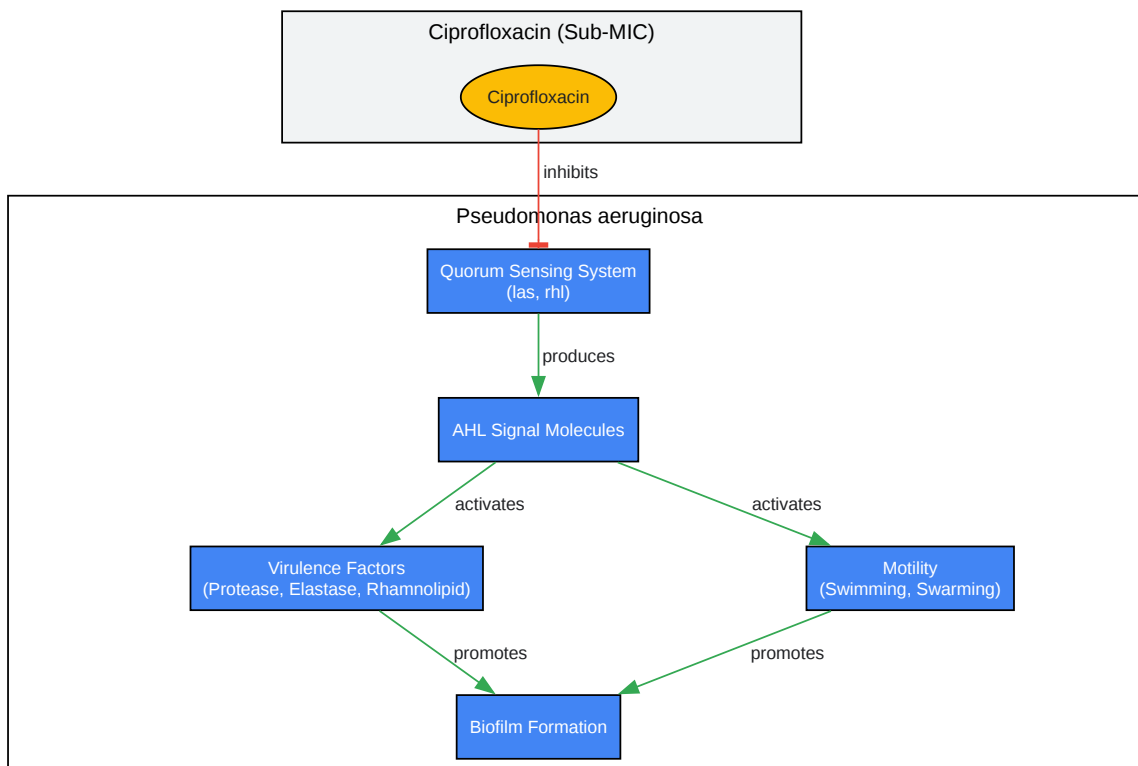 Ciprofloxacin (Sub-MIC)
Ciprofloxacin
inhibits
Pseudomonas aeruginosa
Quorum Sensing System
(las, rhl)
produces
AHL Signal Molecules
activates
activates
Virulence Factors
(Protease, Elastase, Rhamnolipid)
Motility
(Swimming, Swarming)
promotes
promotes
Biofilm Formation